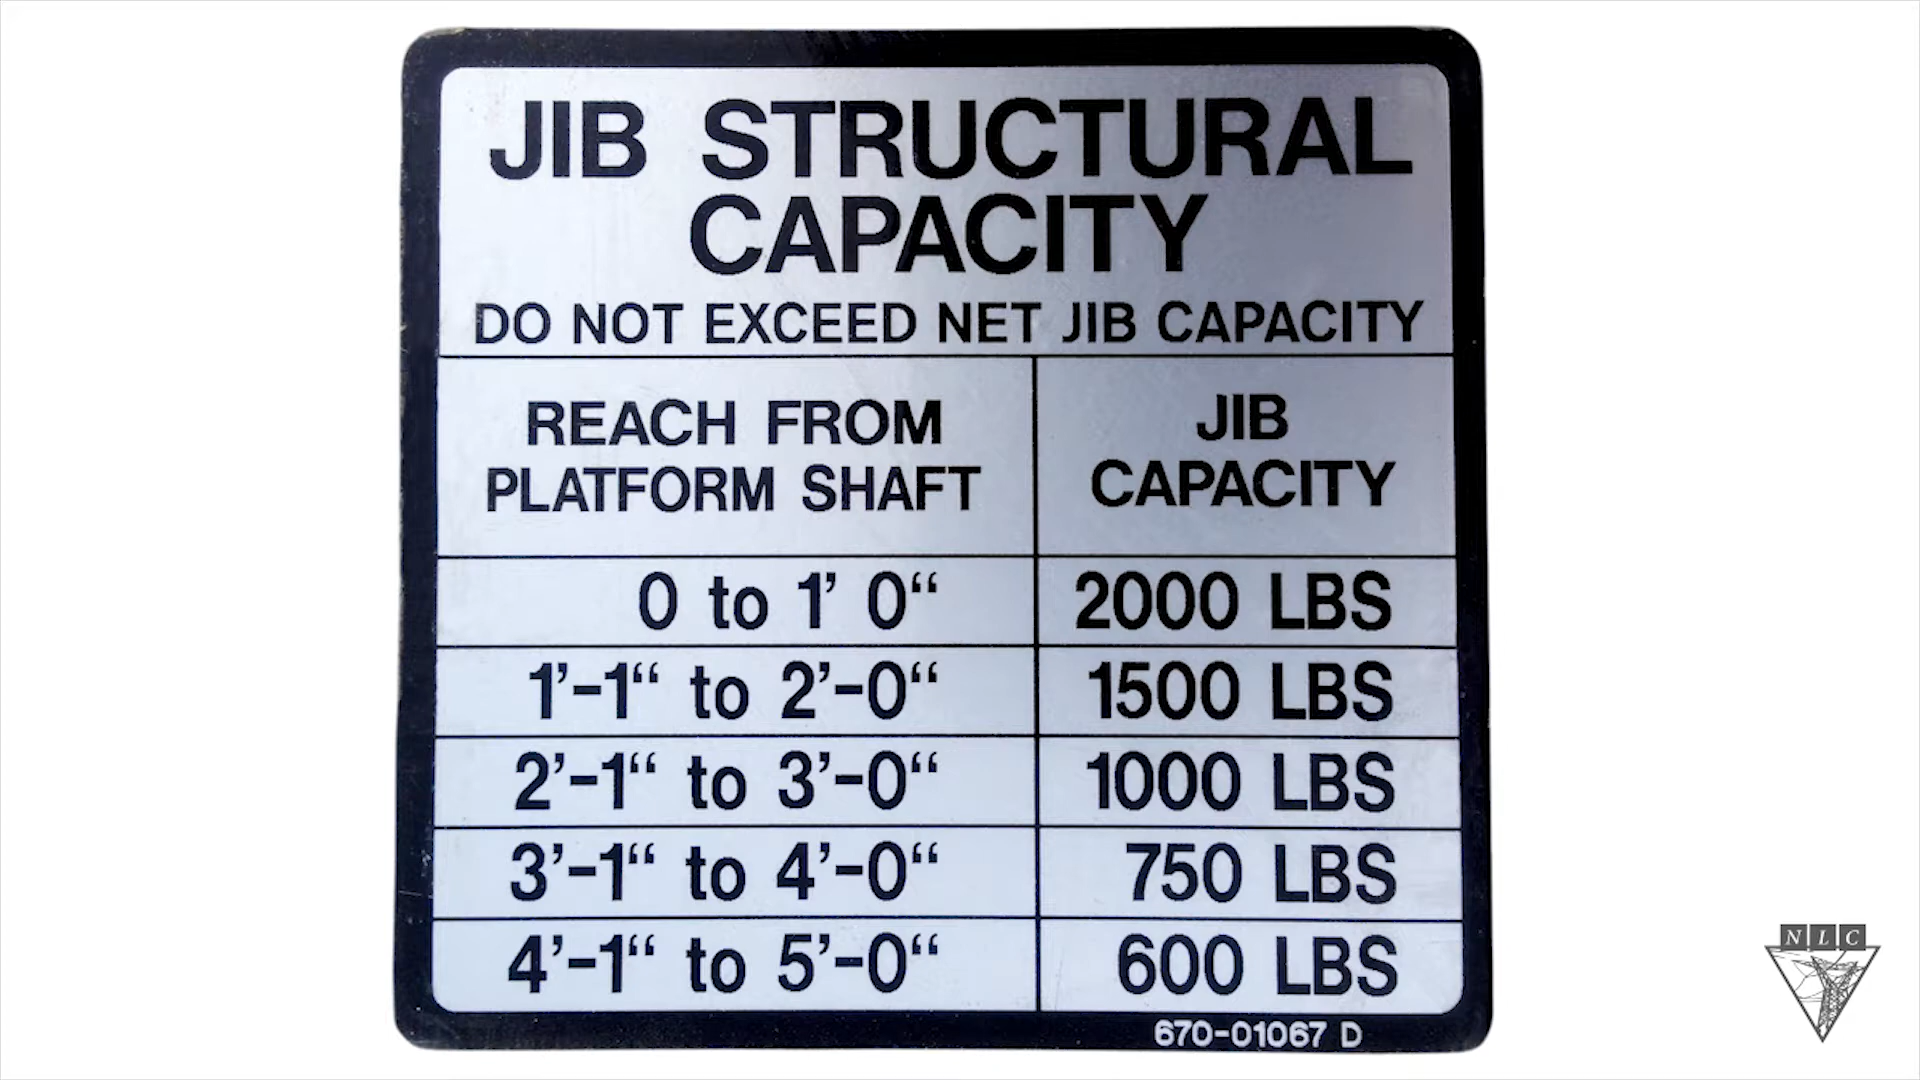 JIB STRUCTURAL
CAPACITY
DO NOT EXCEED NET JIB CAPACITY
REACH FROM
PLATFORM SHAFT
JIB
CAPACITY
0 to 1’ 0“ 2000 LBS
1’-1“ to 2’-0“ 1500 LBS
2’-1“ to 3’-0“ 1000 LBS
3’-1“ to 4’-0“ 750 LBS
4’-1“ to 5’-0“ 600 LBS
670-01067 D
NLC